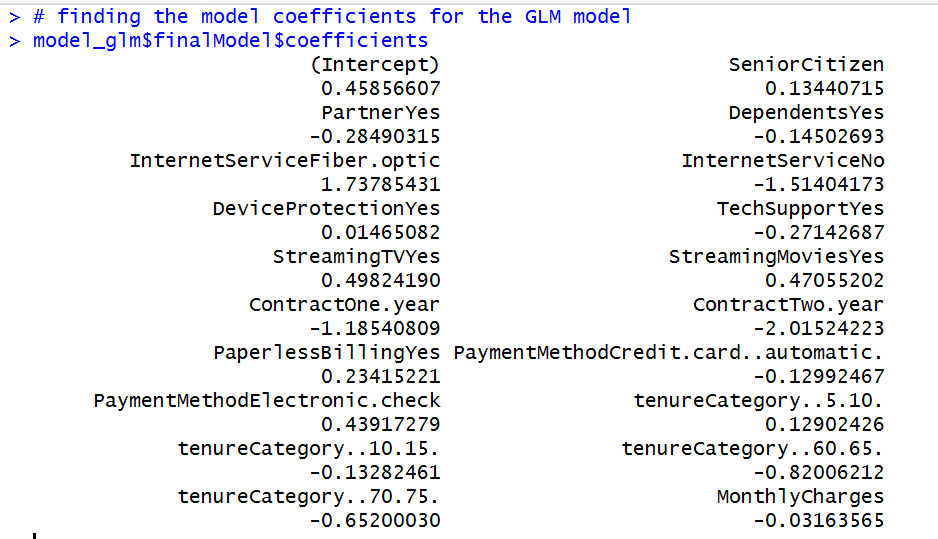 > # finding the model coefficients for the GLM model
> model_glm$finalModel$coefficients
(Intercept) SeniorCitizen
0.45856607 0.13440715
PartnerYes DependentsYes
-0.28490315 -0.14502693
InternetServiceFiber.optic InternetServiceNo
1.73785431 -1.51404173
DeviceProtectionYes TechSupportYes
0.01465082 -0.27142687
StreamingTVYes StreamingMoviesYes
0.49824190 0.47055202
ContractOne.year ContractTwo.year
-1.18540809 -2.01524223
PaperlessBillingYes PaymentMethodCredit.card..automatic.
0.23415221 -0.12992467
PaymentMethodElectronic.check tenureCategory..5.10.
0.43917279 0.12902426
tenureCategory..10.15. tenureCategory..60.65.
-0.13282461 -0.82006212
tenureCategory..70.75. MonthlyCharges
-0.65200030 -0.03163565